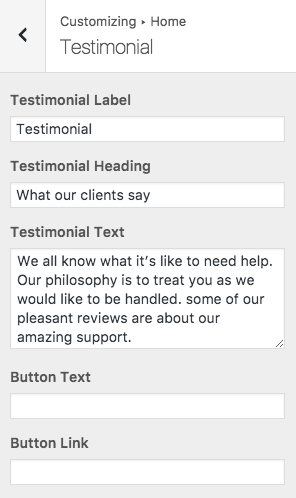 Customizing ▸ Home
Testimonial
Testimonial Label
Testimonial
Testimonial Heading
What our clients say
Testimonial Text
We all know what it’s like to need help.
Our philosophy is to treat you as we
would like to be handled. some of our
pleasant reviews are about our
amazing support.
Button Text
Button Link